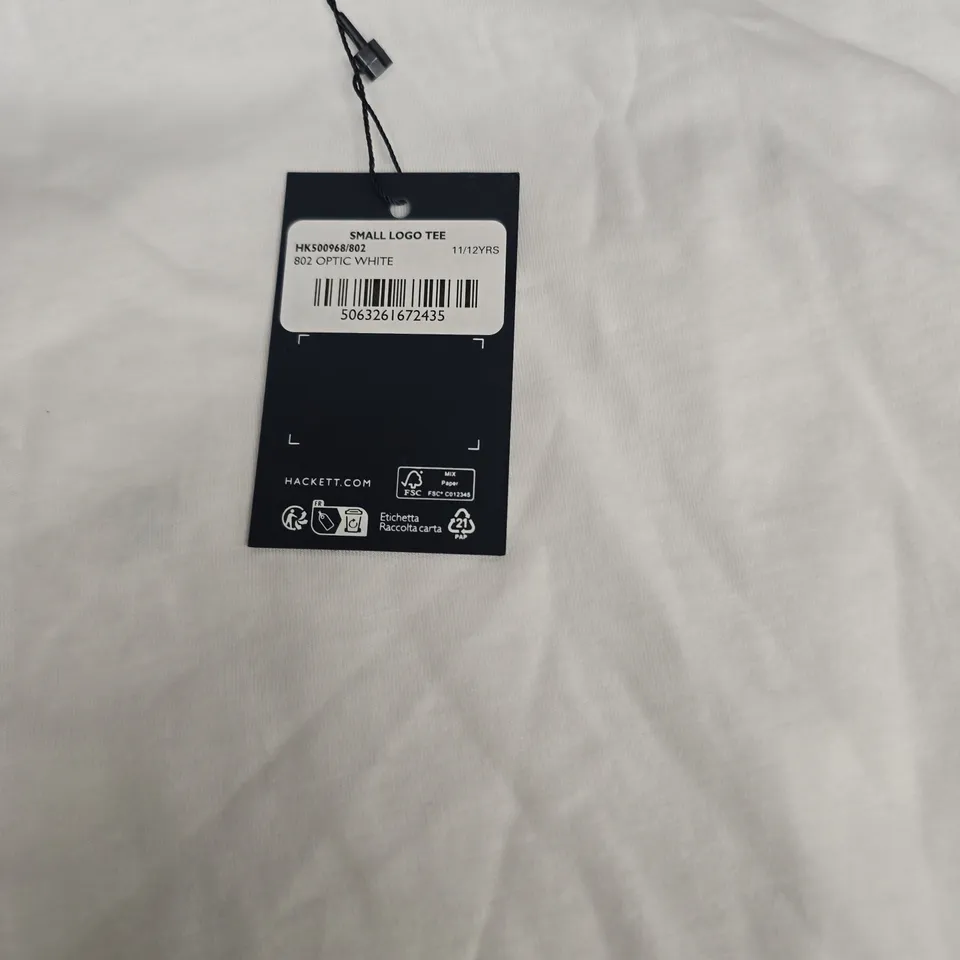 SMALL LOGO TEE
HK500968/802
11/12YRS
802 OPTIC WHITE
5063261672435
HACKETT.COM
FSC
MIX
Paper
FSC® C012345
FR
Etichetta
Raccolta carta
21
PAP